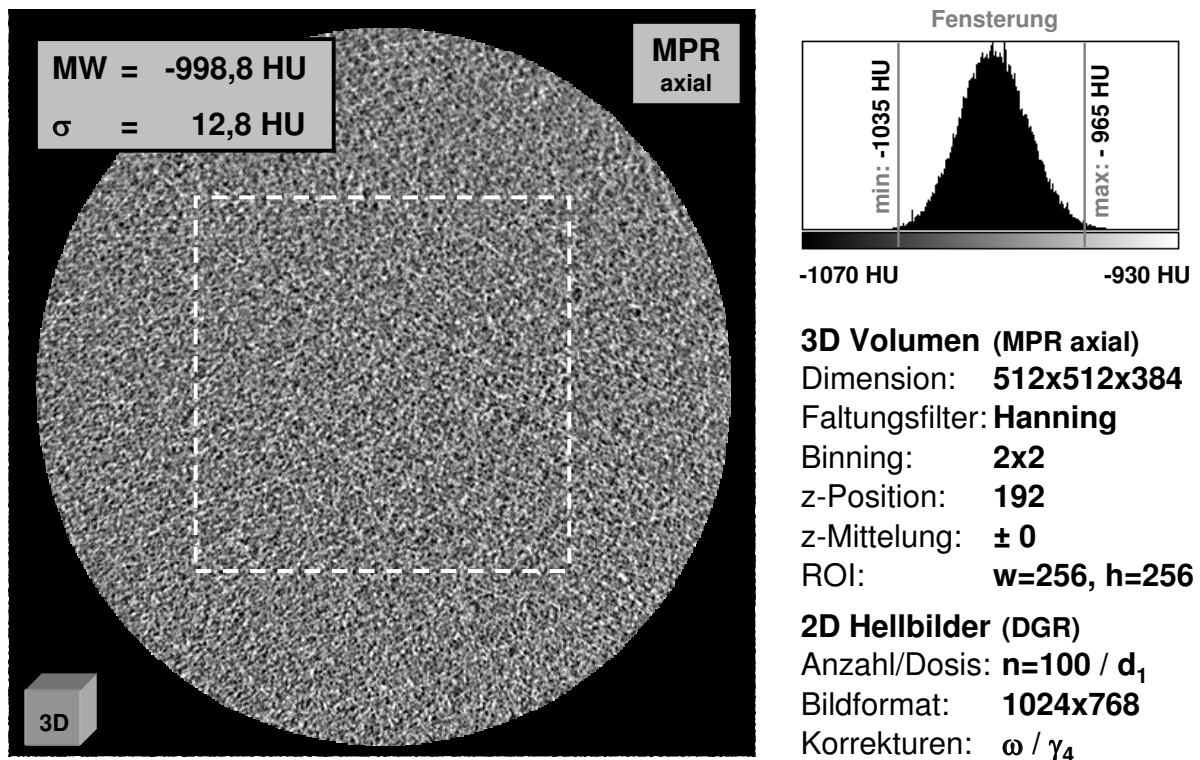 MW = -998,8 HU
σ = 12,8 HU
MPR
axial
3D
Fensterung
min: -1035 HU
max: - 965 HU
-1070 HU -930 HU
3D Volumen (MPR axial)
Dimension: 512x512x384
Faltungsfilter: Hanning
Binning: 2x2
z-Position: 192
z-Mittelung: ± 0
ROI: w=256, h=256
2D Hellbilder (DGR)
Anzahl/Dosis: n=100 / d₁
Bildformat: 1024x768
Korrekturen: ω / γ₄